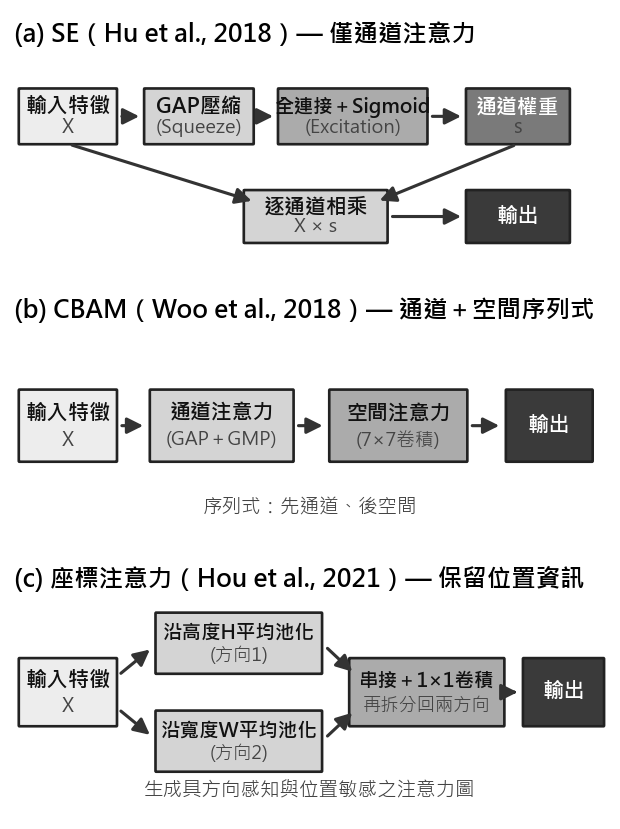 (a) SE（Hu et al., 2018）— 僅通道注意力
輸入特徵
X
GAP壓縮
(Squeeze)
全連接＋Sigmoid
(Excitation)
通道權重
s
逐通道相乘
X × s
輸出
(b) CBAM（Woo et al., 2018）— 通道＋空間序列式
輸入特徵
X
通道注意力
(GAP＋GMP)
空間注意力
(7×7卷積)
輸出
序列式：先通道、後空間
(c) 座標注意力（Hou et al., 2021）— 保留位置資訊
輸入特徵
X
沿高度H平均池化
(方向1)
沿寬度W平均池化
(方向2)
串接＋1×1卷積
再拆分回兩方向
輸出
生成具方向感知與位置敏感之注意力圖